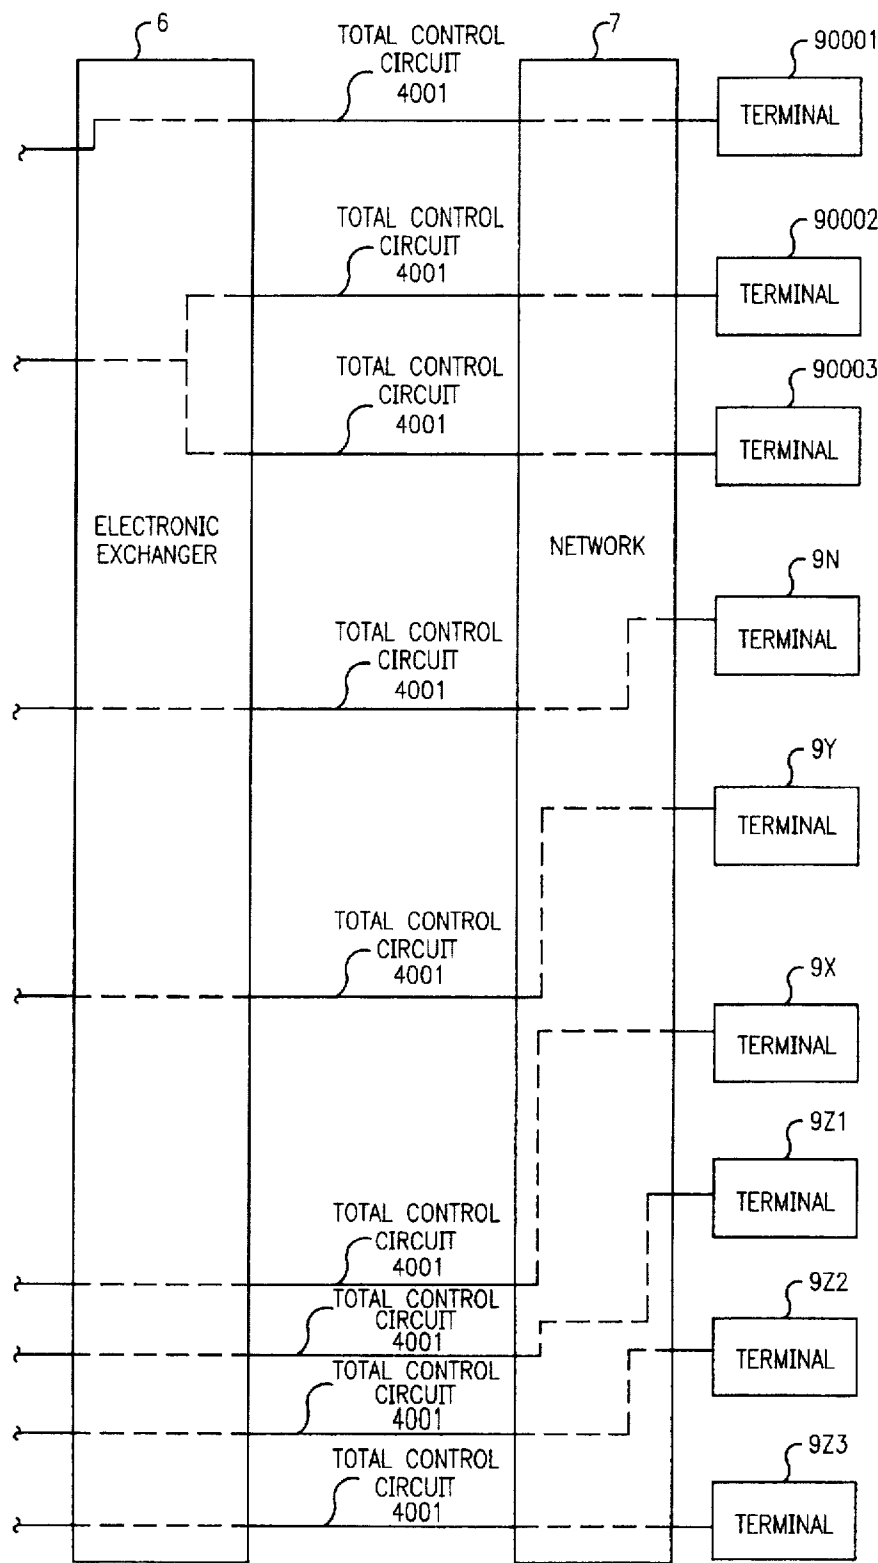 6
TOTAL CONTROL
CIRCUIT
4001
7
90001
TERMINAL
TOTAL CONTROL
CIRCUIT
4001
90002
TERMINAL
TOTAL CONTROL
CIRCUIT
4001
90003
TERMINAL
ELECTRONIC
EXCHANGER
NETWORK
9N
TERMINAL
TOTAL CONTROL
CIRCUIT
4001
9Y
TERMINAL
TOTAL CONTROL
CIRCUIT
4001
9X
TERMINAL
9Z1
TERMINAL
TOTAL CONTROL
CIRCUIT
4001
TOTAL CONTROL
CIRCUIT
4001
9Z2
TERMINAL
TOTAL CONTROL
CIRCUIT
4001
9Z3
TERMINAL
TOTAL CONTROL
CIRCUIT
4001